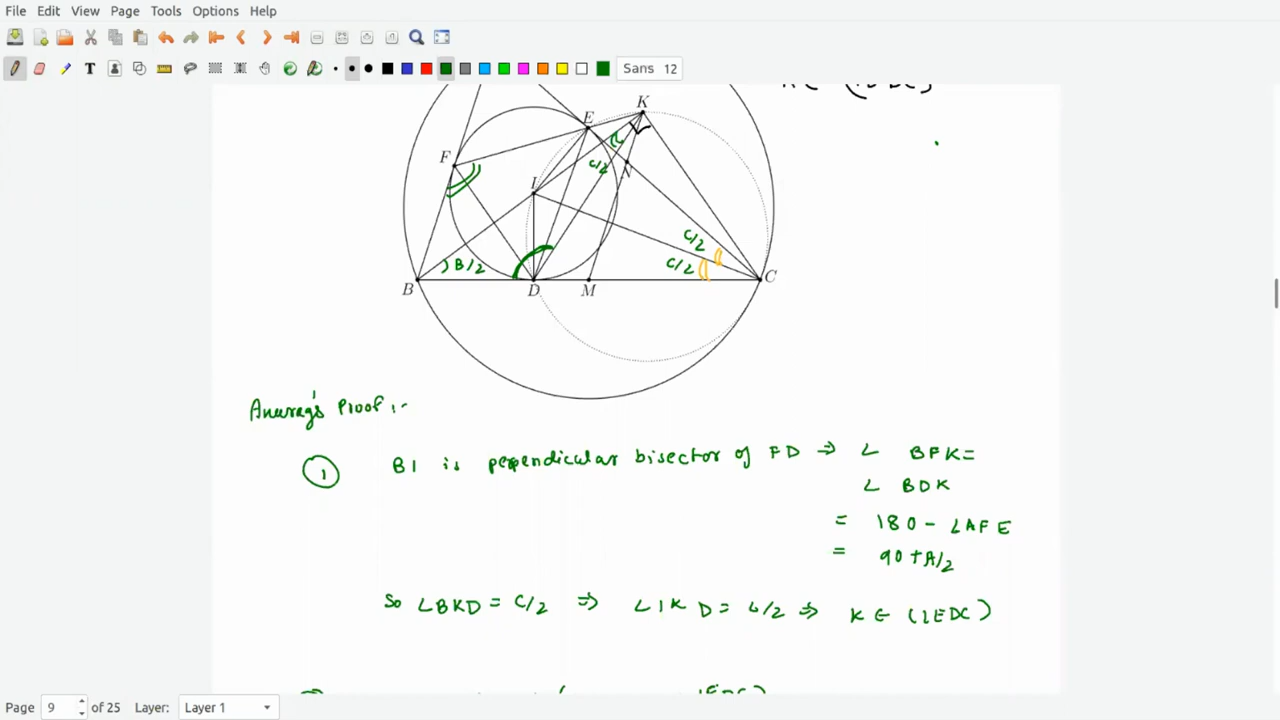 File Edit View Page Tools Options Help
Sans 12
K
E
F
C/2
N
I
C/2
B/2
C/2
B
D
M
C
Anurag's Proof :-
① BI is perpendicular bisector of FD ⇒ ∠ BFK =
∠ BDK
= 180 - ∠AFE
= 90 + A/2
So ∠BKD = C/2 ⇒ ∠IKD = C/2 ⇒ K ∈ (IEDC)
Page 9 of 25 Layer: Layer 1